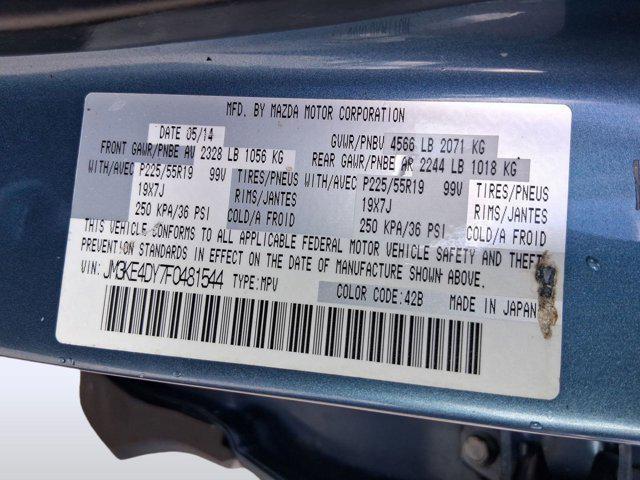 MFD. BY MAZDA MOTOR CORPORATION
DATE 05/14
GVWR/PNBV 4566 LB 2071 KG
FRONT GAWR/PNBE AV 2328 LB 1056 KG
REAR GAWR/PNBE AR 2244 LB 1018 KG
WITH/AVEC P225/55R19 99V TIRES/PNEUS
19X7J RIMS/JANTES
250 KPA/36 PSI COLD/A FROID
WITH/AVEC P225/55R19 99V TIRES/PNEUS
19X7J RIMS/JANTES
250 KPA/36 PSI COLD/A FROID
THIS VEHICLE CONFORMS TO ALL APPLICABLE FEDERAL MOTOR VEHICLE SAFETY AND THEFT
PREVENTION STANDARDS IN EFFECT ON THE DATE OF MANUFACTURE SHOWN ABOVE.
VIN: JM3KE4DY7F0481544 TYPE:MPV
COLOR CODE:42B MADE IN JAPAN